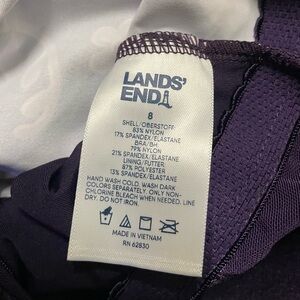 LANDS'
END
8
SHELL/OBERSTOFF:
83% NYLON
17% SPANDEX/ELASTANE
BRA/BH:
79% NYLON
21% SPANDEX/ELASTANE
LINING/FUTTER:
87% POLYESTER
13% SPANDEX/ELASTANE
HAND WASH COLD. WASH DARK
COLORS SEPARATELY. ONLY NON-
CHLORINE BLEACH WHEN NEEDED. LINE
DRY. DO NOT IRON.
MADE IN VIETNAM
RN 62830